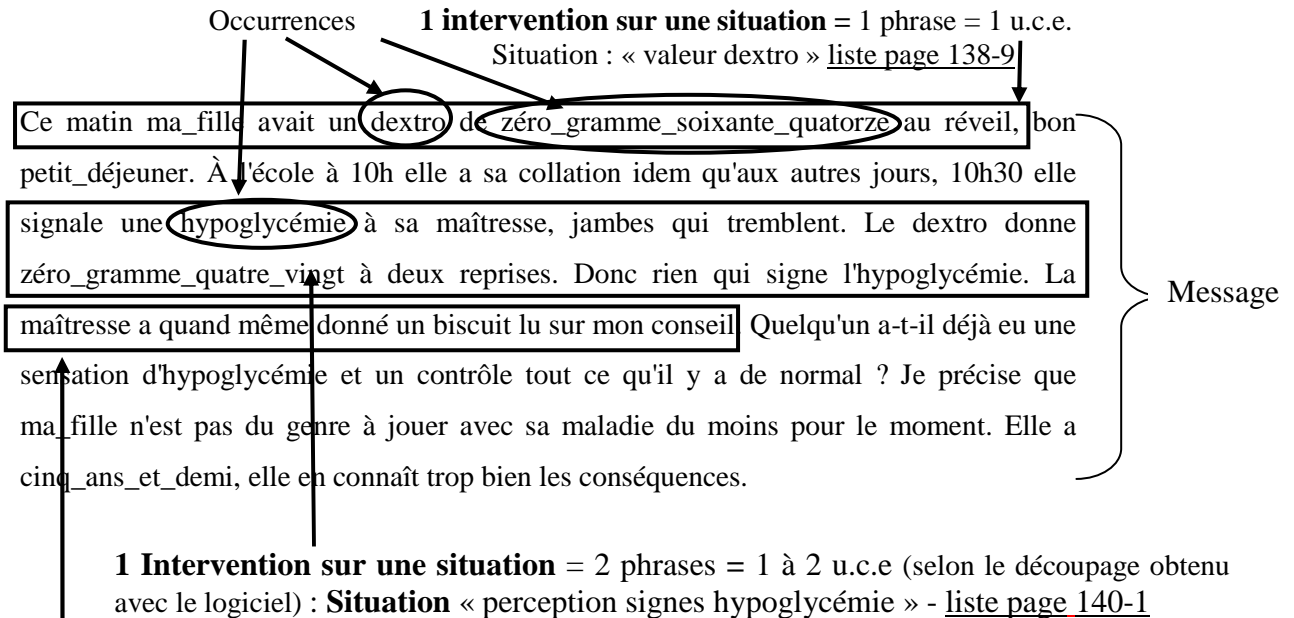 Occurrences 1 intervention sur une situation = 1 phrase = 1 u.c.e.
Situation : « valeur dextro » liste page 138-9
Ce matin ma_fille avait un dextro de zéro_gramme_soixante_quatorze au réveil, bon
petit_déjeuner. À l'école à 10h elle a sa collation idem qu'aux autres jours, 10h30 elle
signale une hypoglycémie à sa maîtresse, jambes qui tremblent. Le dextro donne
zéro_gramme_quatre_vingt à deux reprises. Donc rien qui signe l'hypoglycémie. La
Message
maîtresse a quand même donné un biscuit lu sur mon conseil. Quelqu'un a-t-il déjà eu une
sensation d'hypoglycémie et un contrôle tout ce qu'il y a de normal ? Je précise que
ma_fille n'est pas du genre à jouer avec sa maladie du moins pour le moment. Elle a
cinq_ans_et_demi, elle en connaît trop bien les conséquences.
1 Intervention sur une situation = 2 phrases = 1 à 2 u.c.e (selon le découpage obtenu
avec le logiciel) : Situation « perception signes hypoglycémie » - liste page 140-1